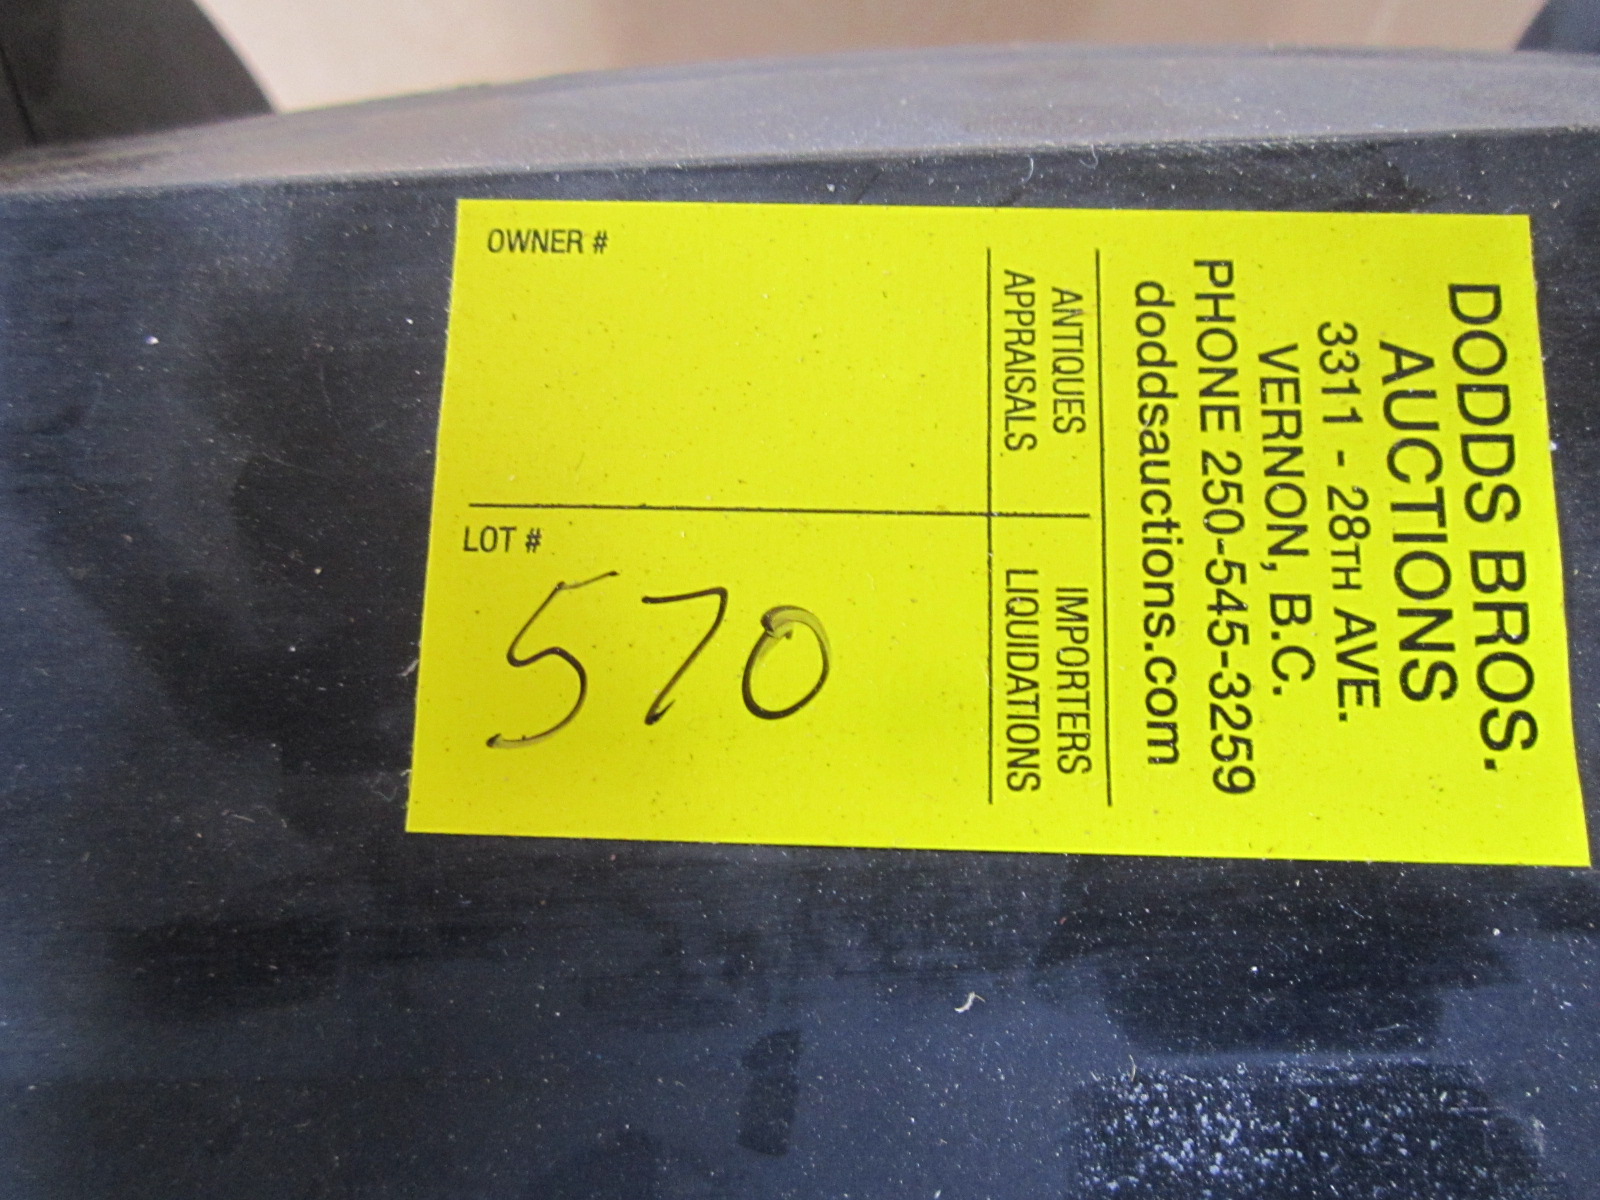 DODDS BROS.
AUCTIONS
3311 - 28TH AVE.
VERNON, B.C.
PHONE 250-545-3259
doddsauctions.com
ANTIQUES
APPRAISALS
IMPORTERS
LIQUIDATIONS
OWNER #
LOT #
570